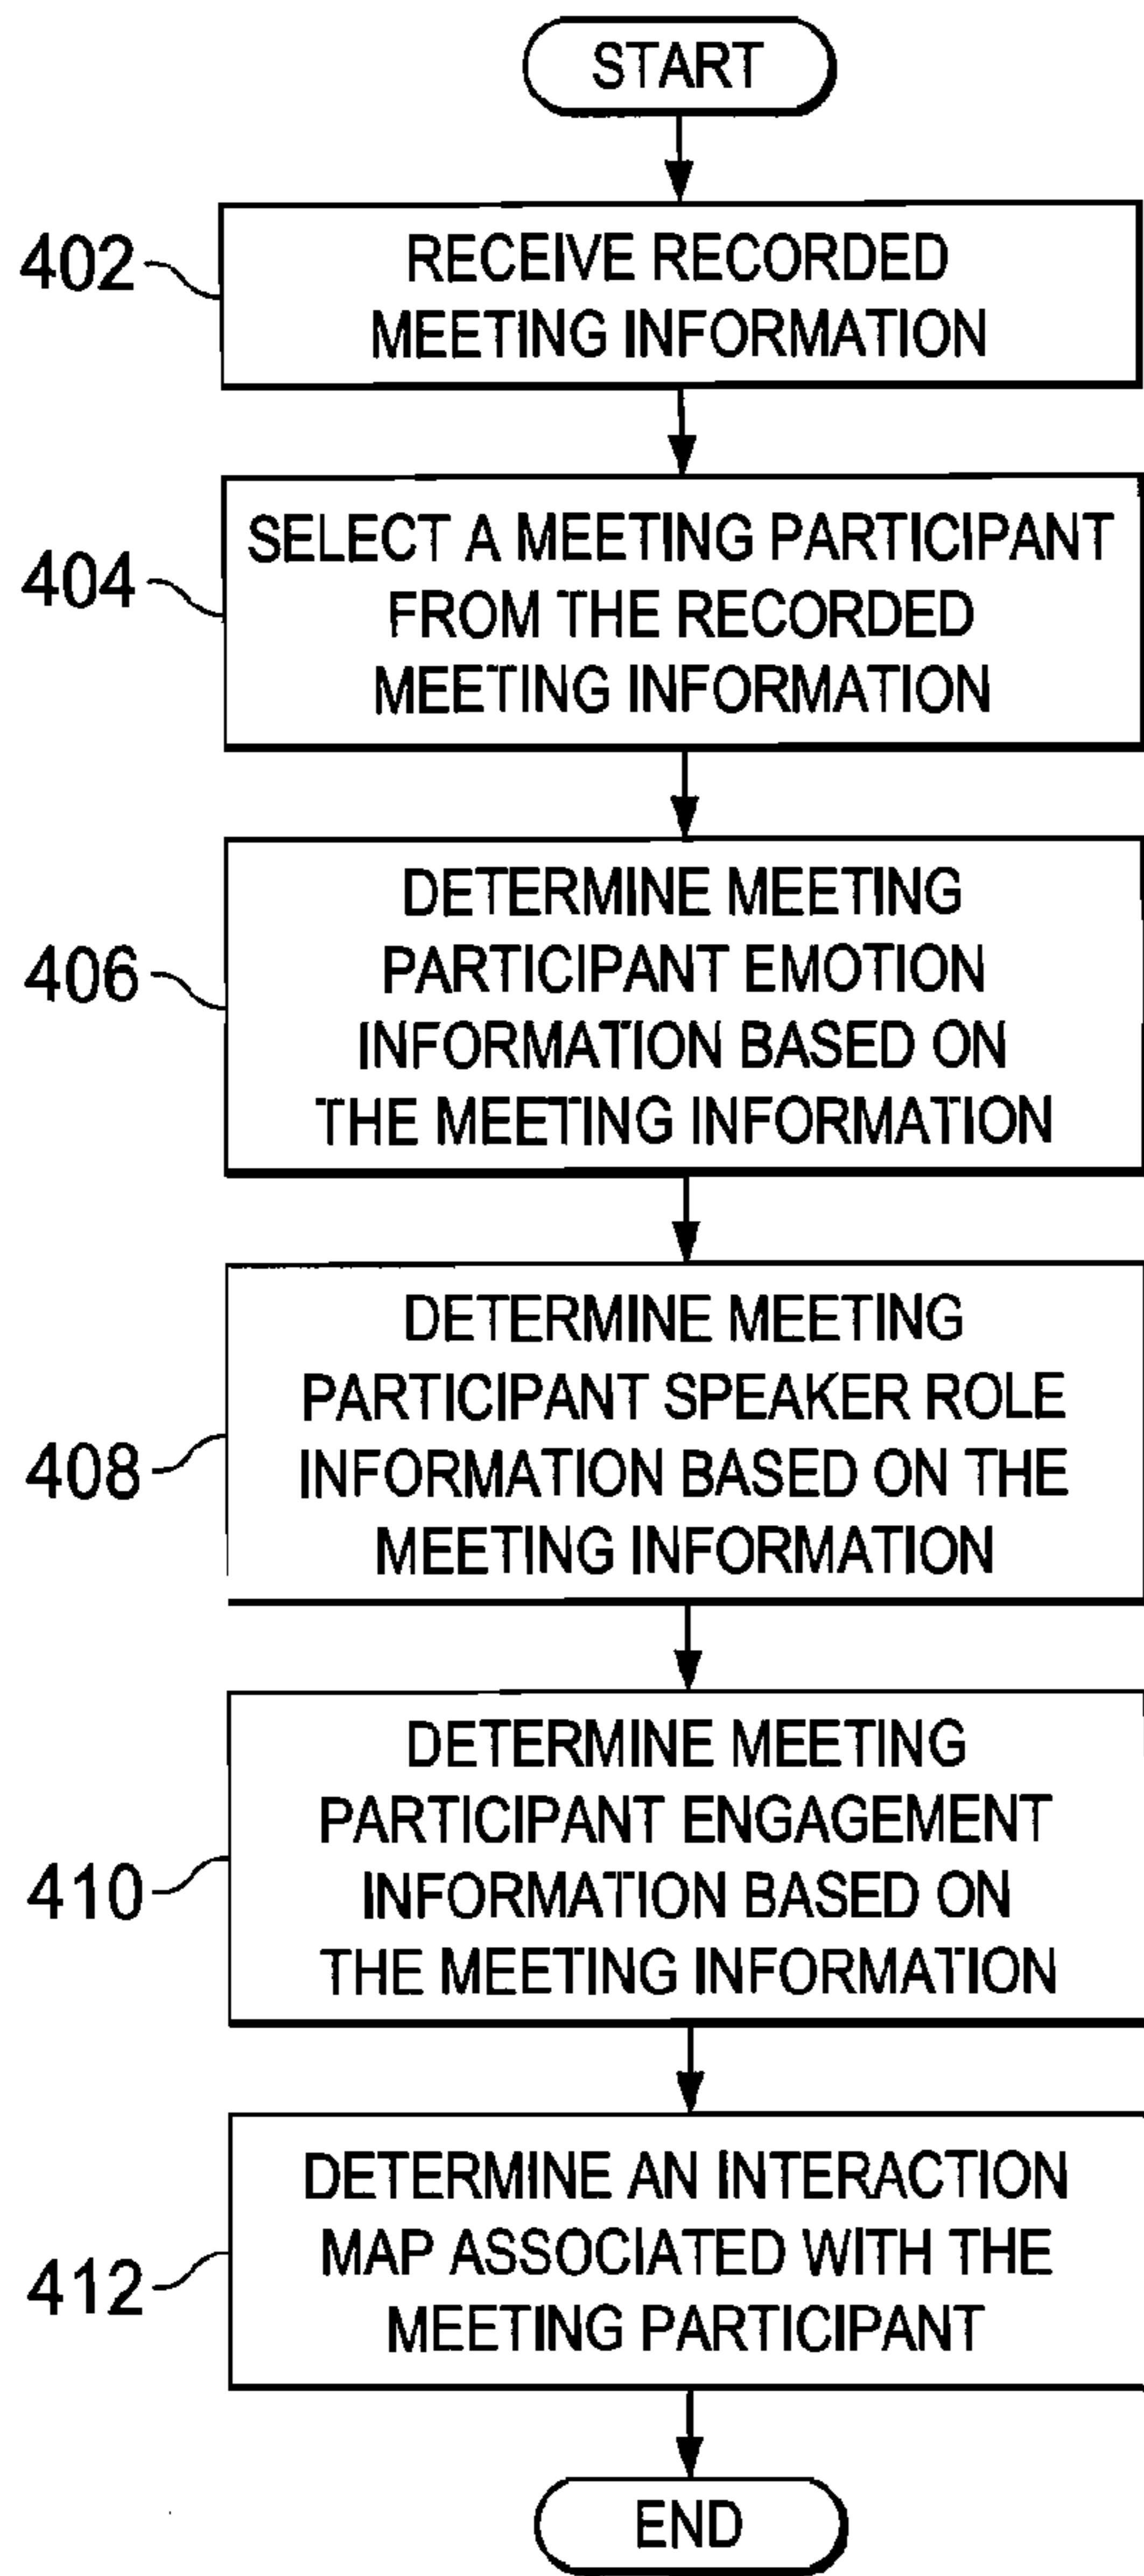 START
402
RECEIVE RECORDED
MEETING INFORMATION
404
SELECT A MEETING PARTICIPANT
FROM THE RECORDED
MEETING INFORMATION
406
DETERMINE MEETING
PARTICIPANT EMOTION
INFORMATION BASED ON
THE MEETING INFORMATION
408
DETERMINE MEETING
PARTICIPANT SPEAKER ROLE
INFORMATION BASED ON THE
MEETING INFORMATION
410
DETERMINE MEETING
PARTICIPANT ENGAGEMENT
INFORMATION BASED ON
THE MEETING INFORMATION
412
DETERMINE AN INTERACTION
MAP ASSOCIATED WITH THE
MEETING PARTICIPANT
END